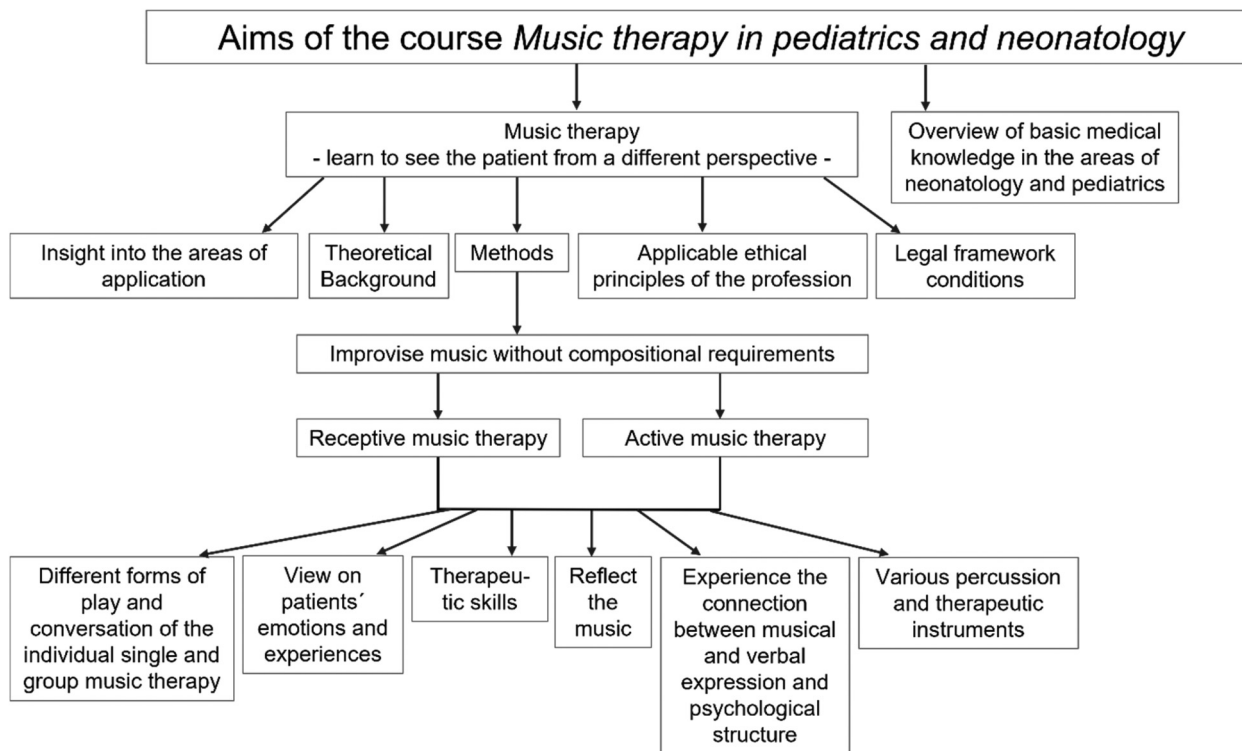 Aims of the course Music therapy in pediatrics and neonatology
Music therapy
- learn to see the patient from a different perspective -
Overview of basic medical
knowledge in the areas of
neonatology and pediatrics
Insight into the areas of
application
Theoretical
Background
Methods
Applicable ethical
principles of the profession
Legal framework
conditions
Improvise music without compositional requirements
Receptive music therapy
Active music therapy
Different forms of
play and
conversation of the
individual single and
group music therapy
View on
patients´
emotions and
experiences
Therapeu-
tic skills
Reflect
the
music
Experience the
connection
between musical
and verbal
expression and
psychological
structure
Various percussion
and therapeutic
instruments